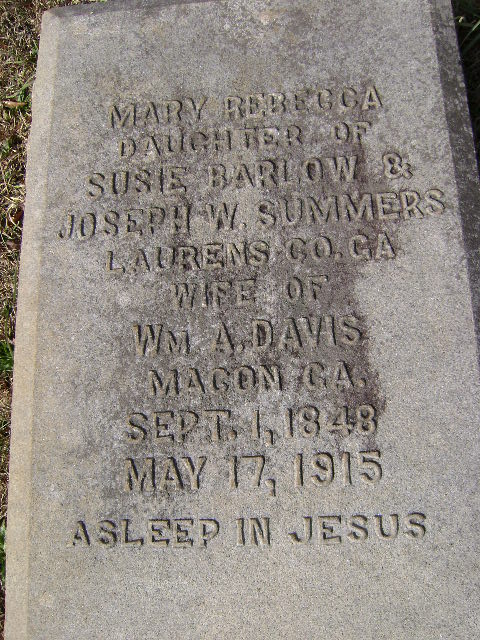 MARY REBECCA
DAUGHTER OF
SUSIE BARLOW &
JOSEPH W. SUMMERS
LAURENS CO. GA
WIFE OF
WM A. DAVIS
MACON GA.
SEPT. 1, 1848
MAY 17, 1915
ASLEEP IN JESUS